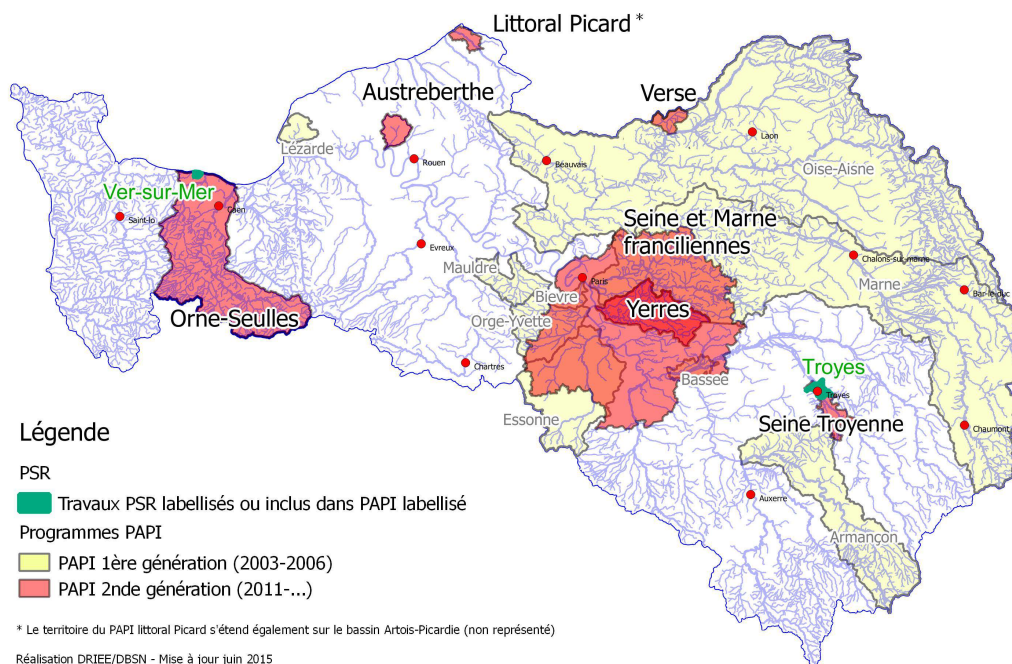 Littoral Picard *
Austreberthe
Verse
Laon
Lézarde
Rouen
Beauvais
Oise-Aisne
Ver-sur-Mer
Saint-lo
Caen
Seine et Marne
franciliennes
Evreux
Chalons-sur-marne
Mauldre
Paris
Marne
Bar-le-duc
Bievre
Orge-Yvette
Yerres
Orne-Seulles
Chartres
Troyes
Bassee
Troyes
Essonne
Seine Troyenne
Chaumont
Légende
PSR
Travaux PSR labellisés ou inclus dans PAPI labellisé
Auxerre
Programmes PAPI
Armançon
PAPI 1ère génération (2003-2006)
PAPI 2nde génération (2011-...)
* Le territoire du PAPI littoral Picard s'étend également sur le bassin Artois-Picardie (non représenté)
Réalisation DRIEE/DBSN - Mise à jour juin 2015